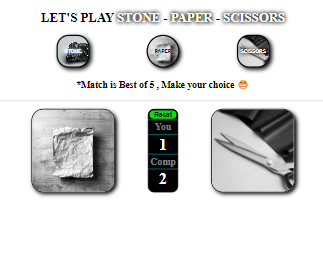 LET'S PLAY STONE - PAPER - SCISSORS
STONE PAPER SCISSORS
*Match is Best of 5 , Make your choice 😁
Reset
You
1
Comp
2